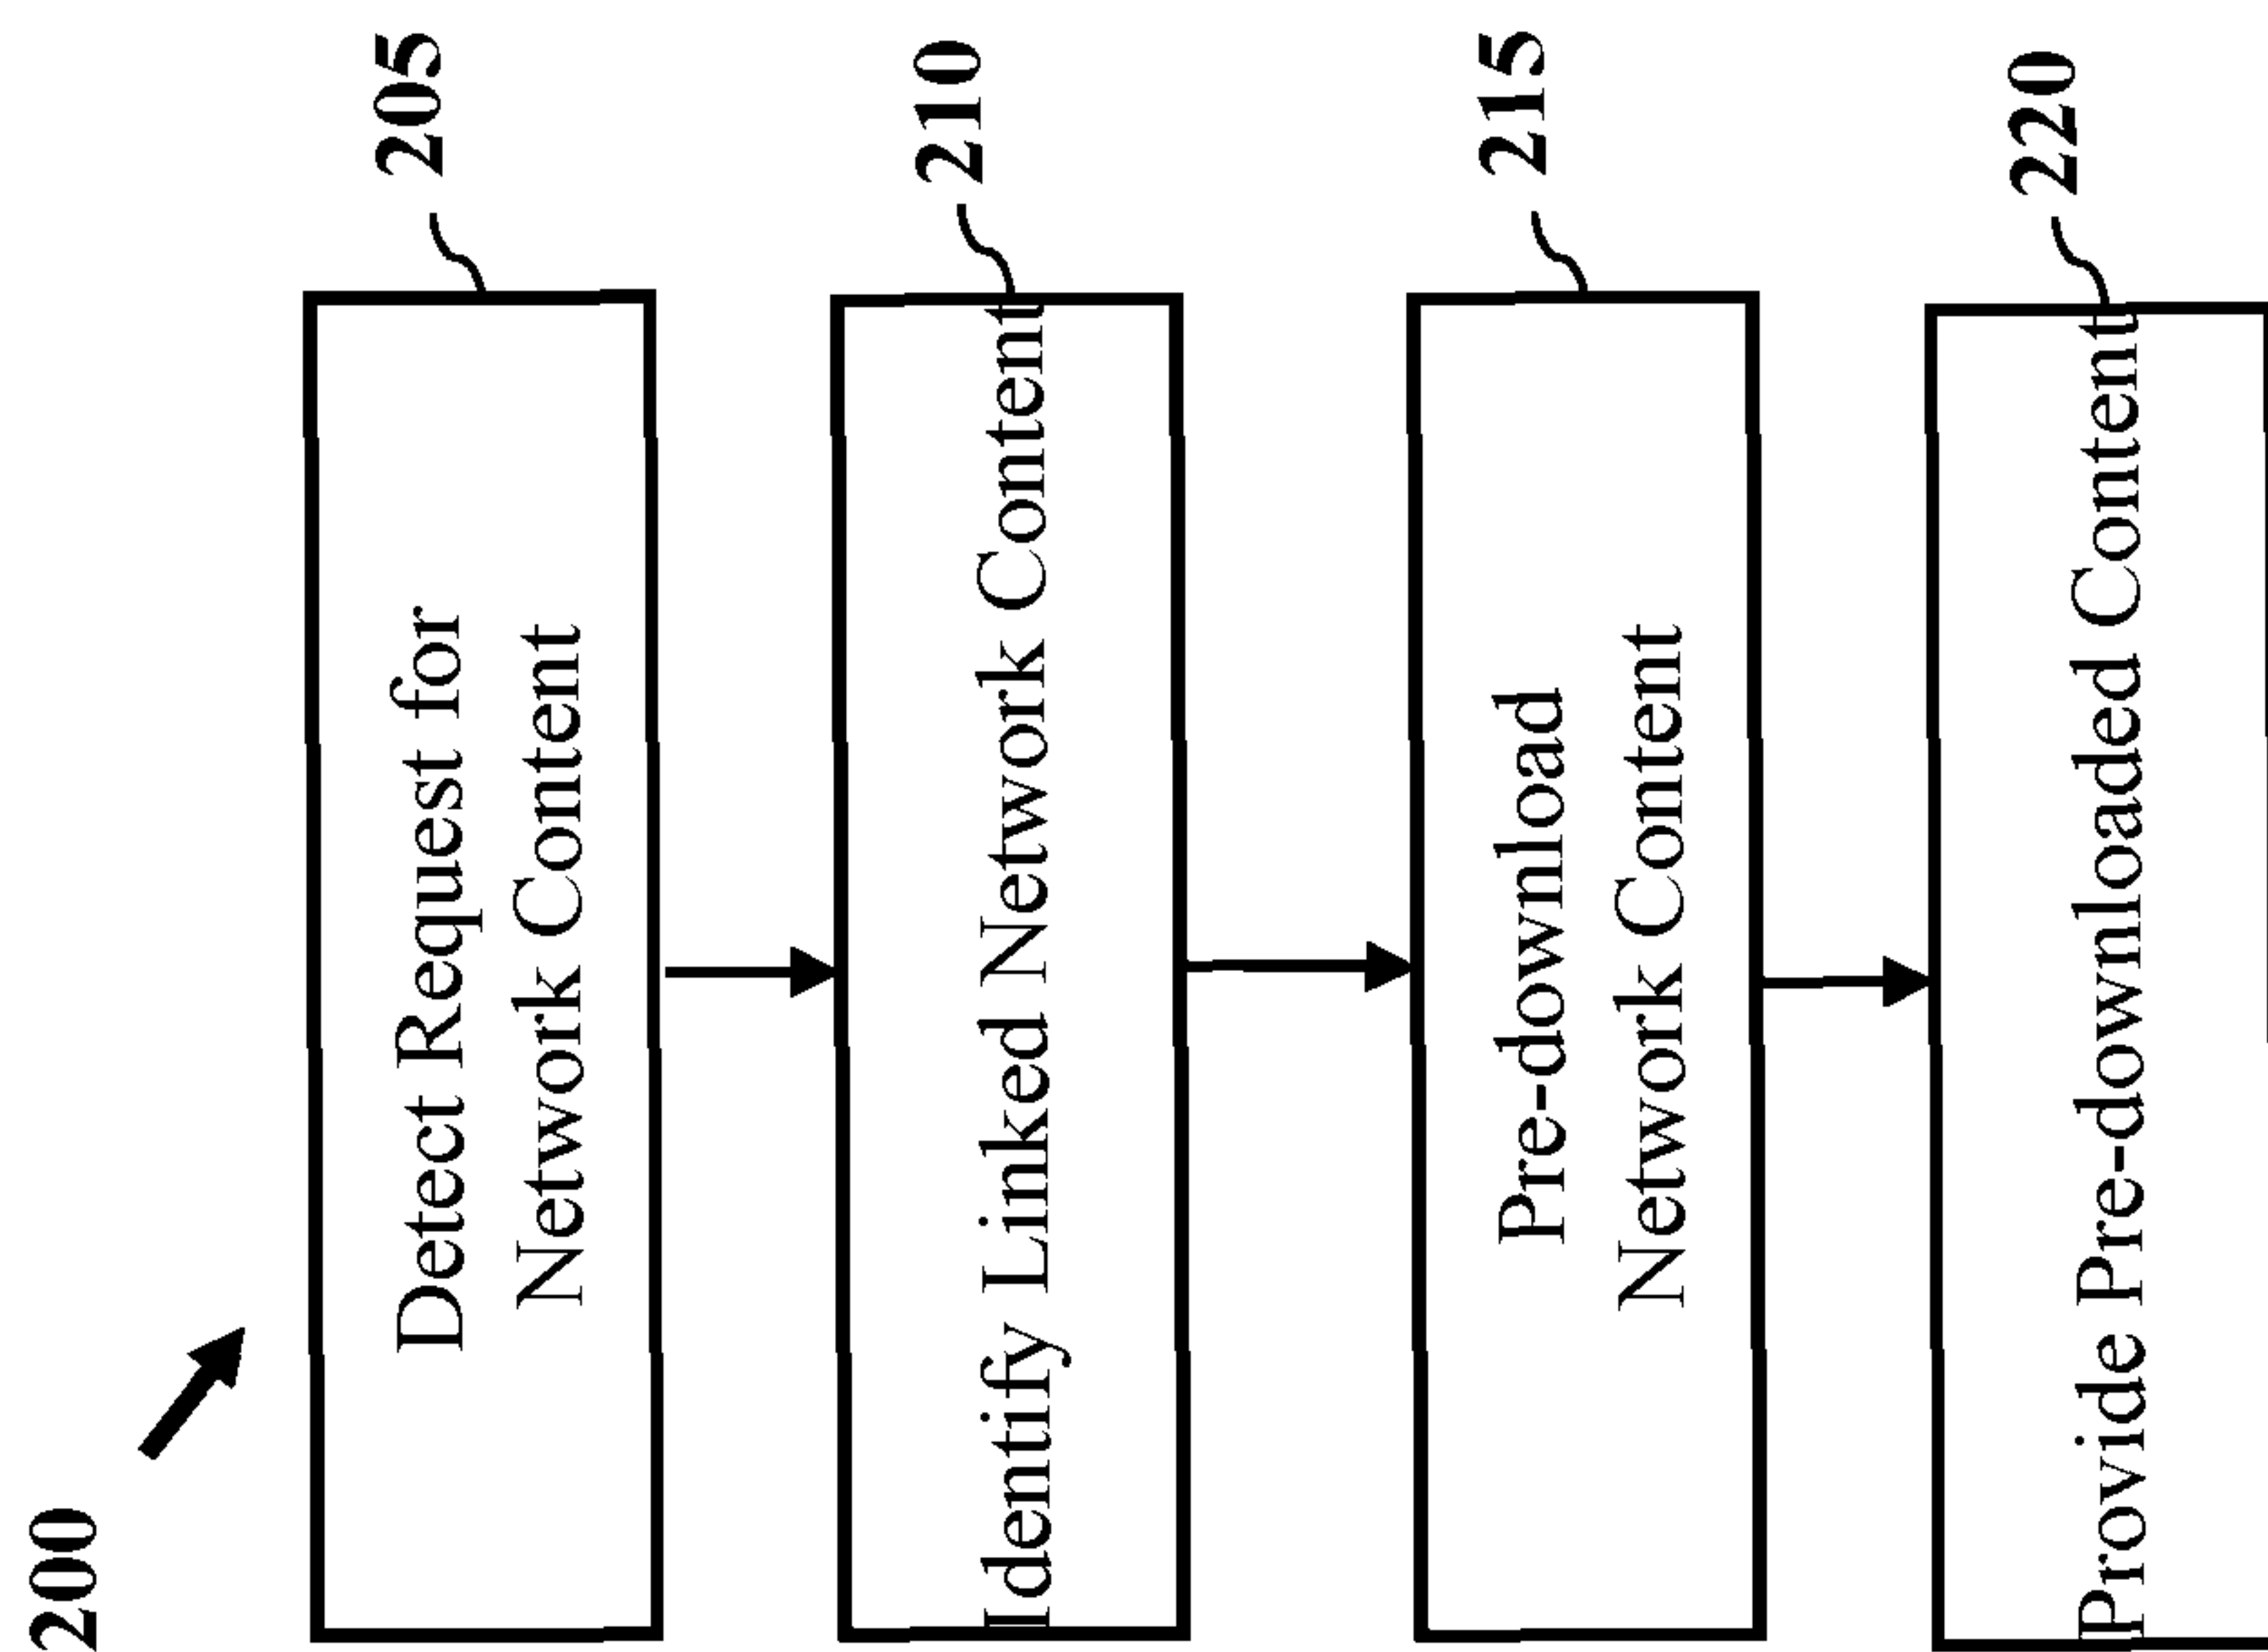 200
Detect Request for
Network Content
205
Identify Linked Network Content
210
Pre-download
Network Content
215
Provide Pre-downloaded Content
220